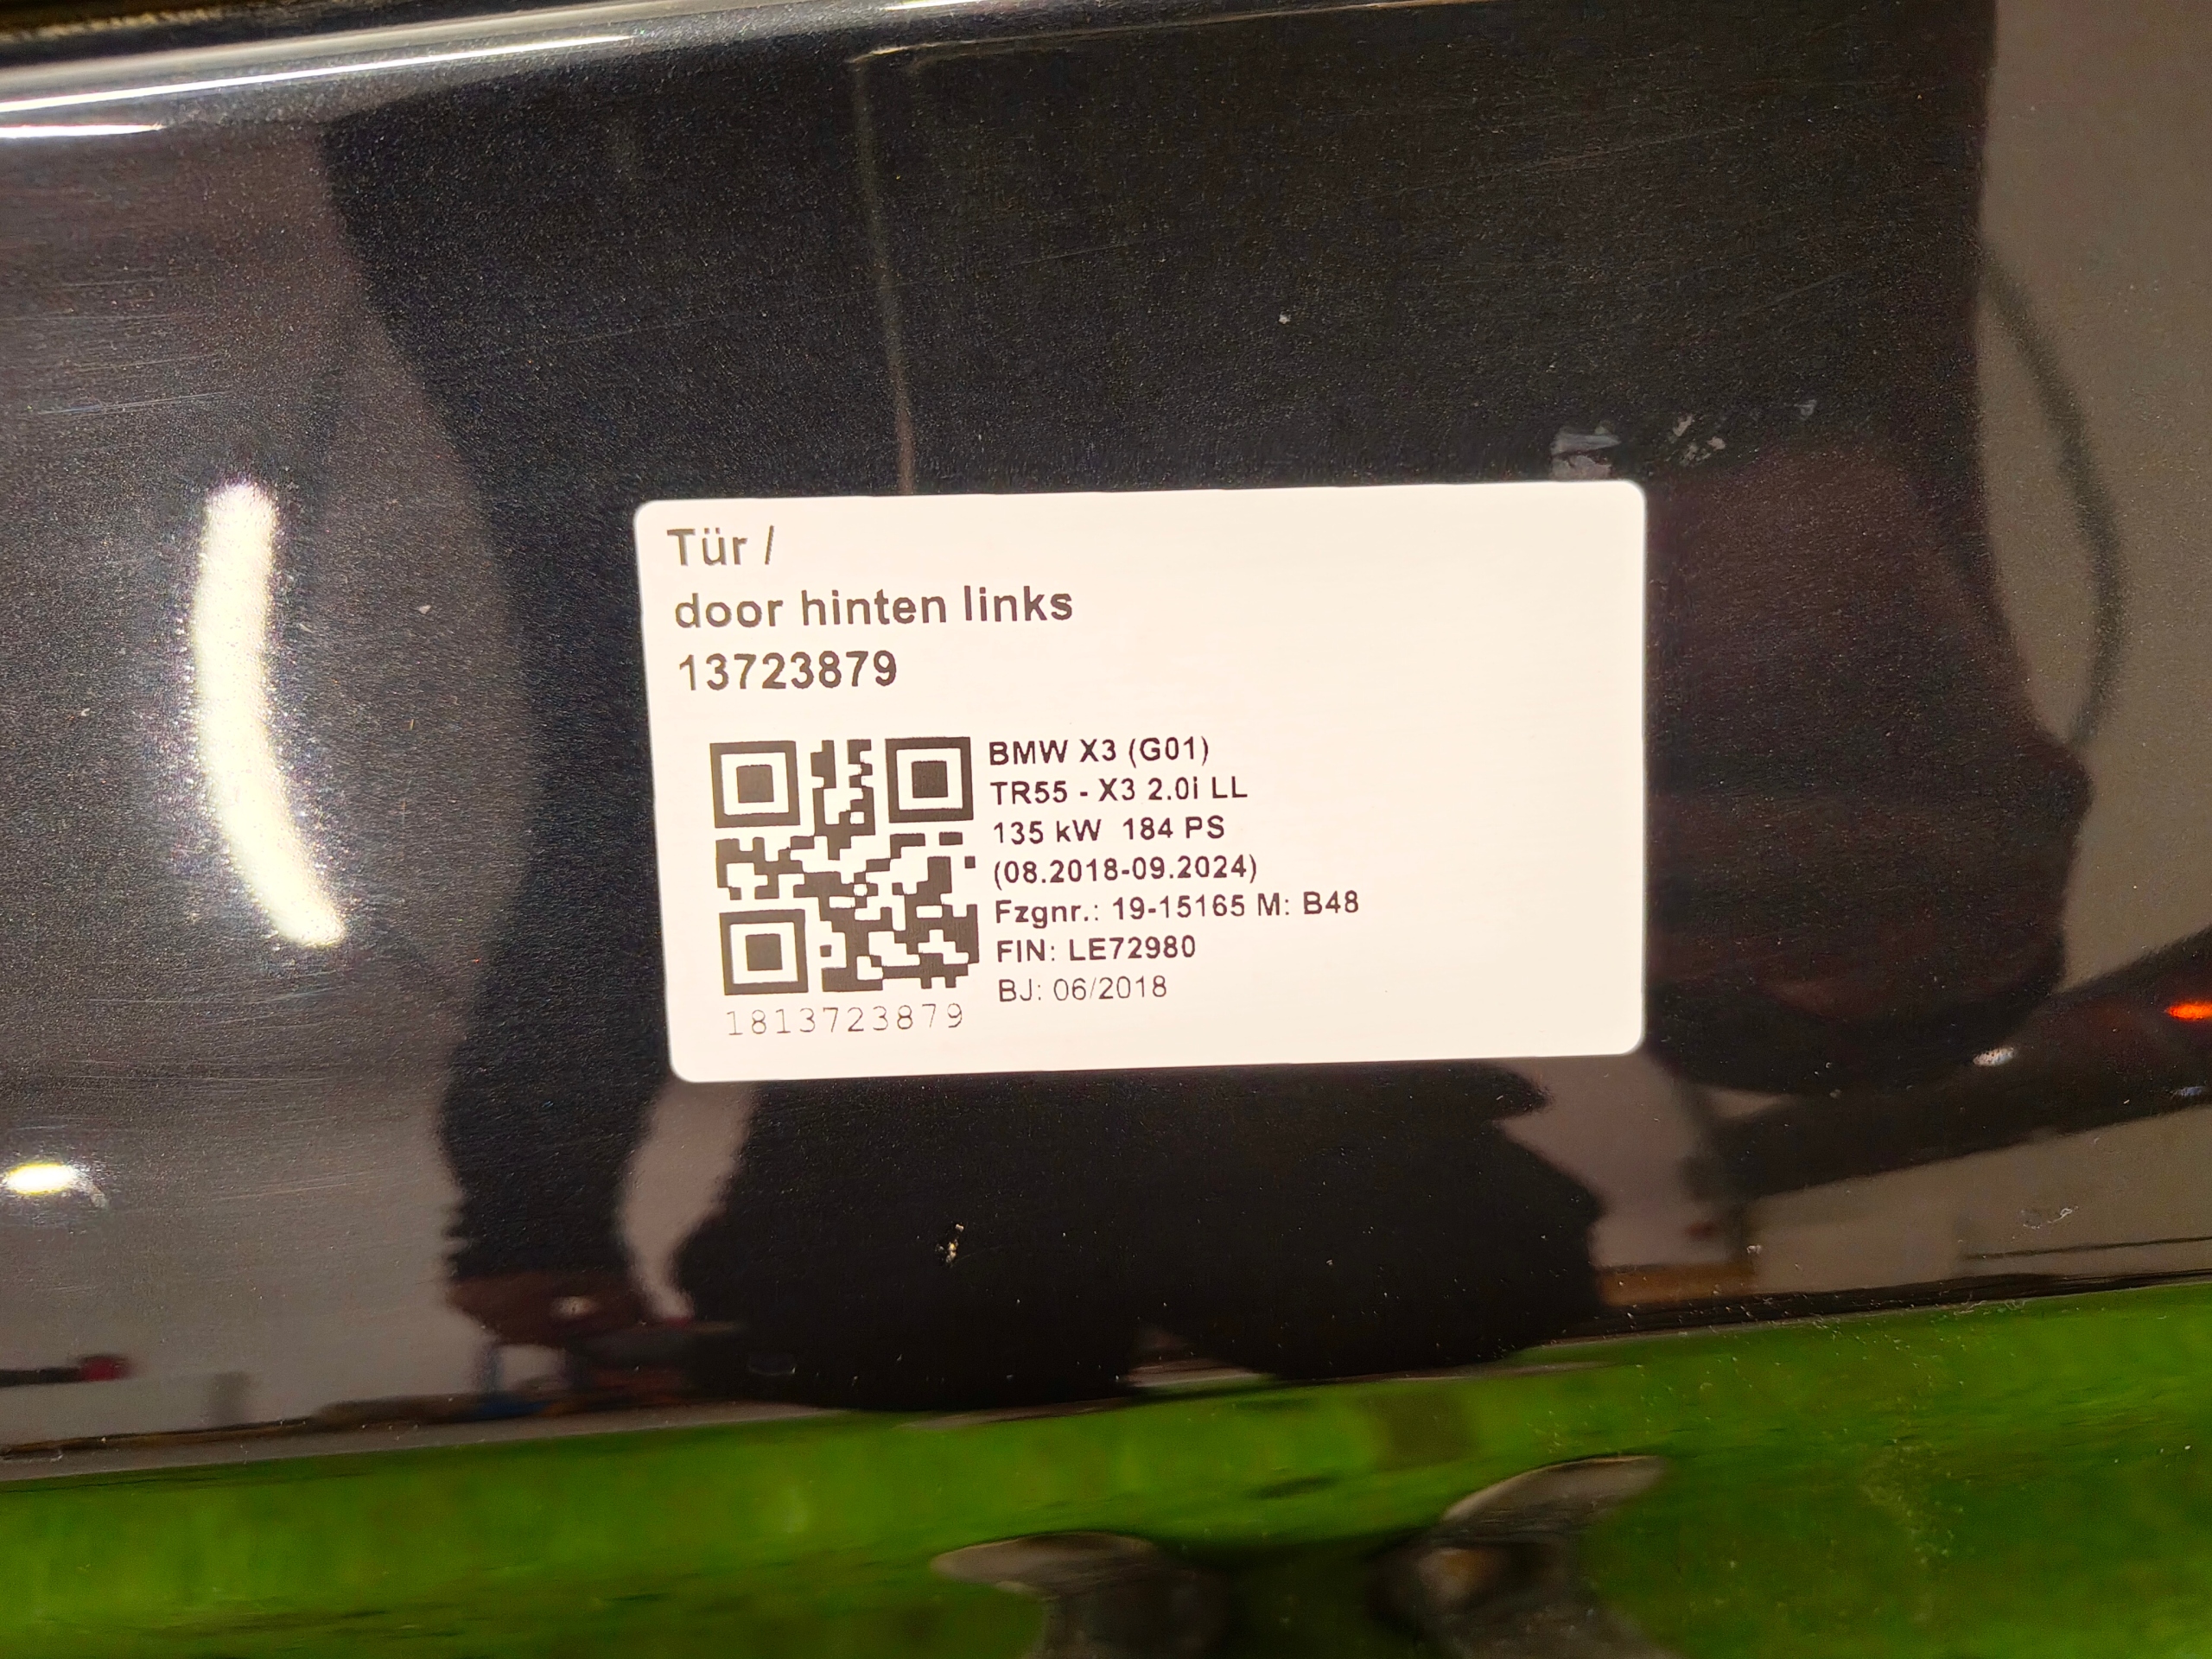 Tür /
door hinten links
13723879
BMW X3 (G01)
TR55 - X3 2.0i LL
135 kW 184 PS
(08.2018-09.2024)
Fzgnr.: 19-15165 M: B48
FIN: LE72980
BJ: 06/2018
1813723879